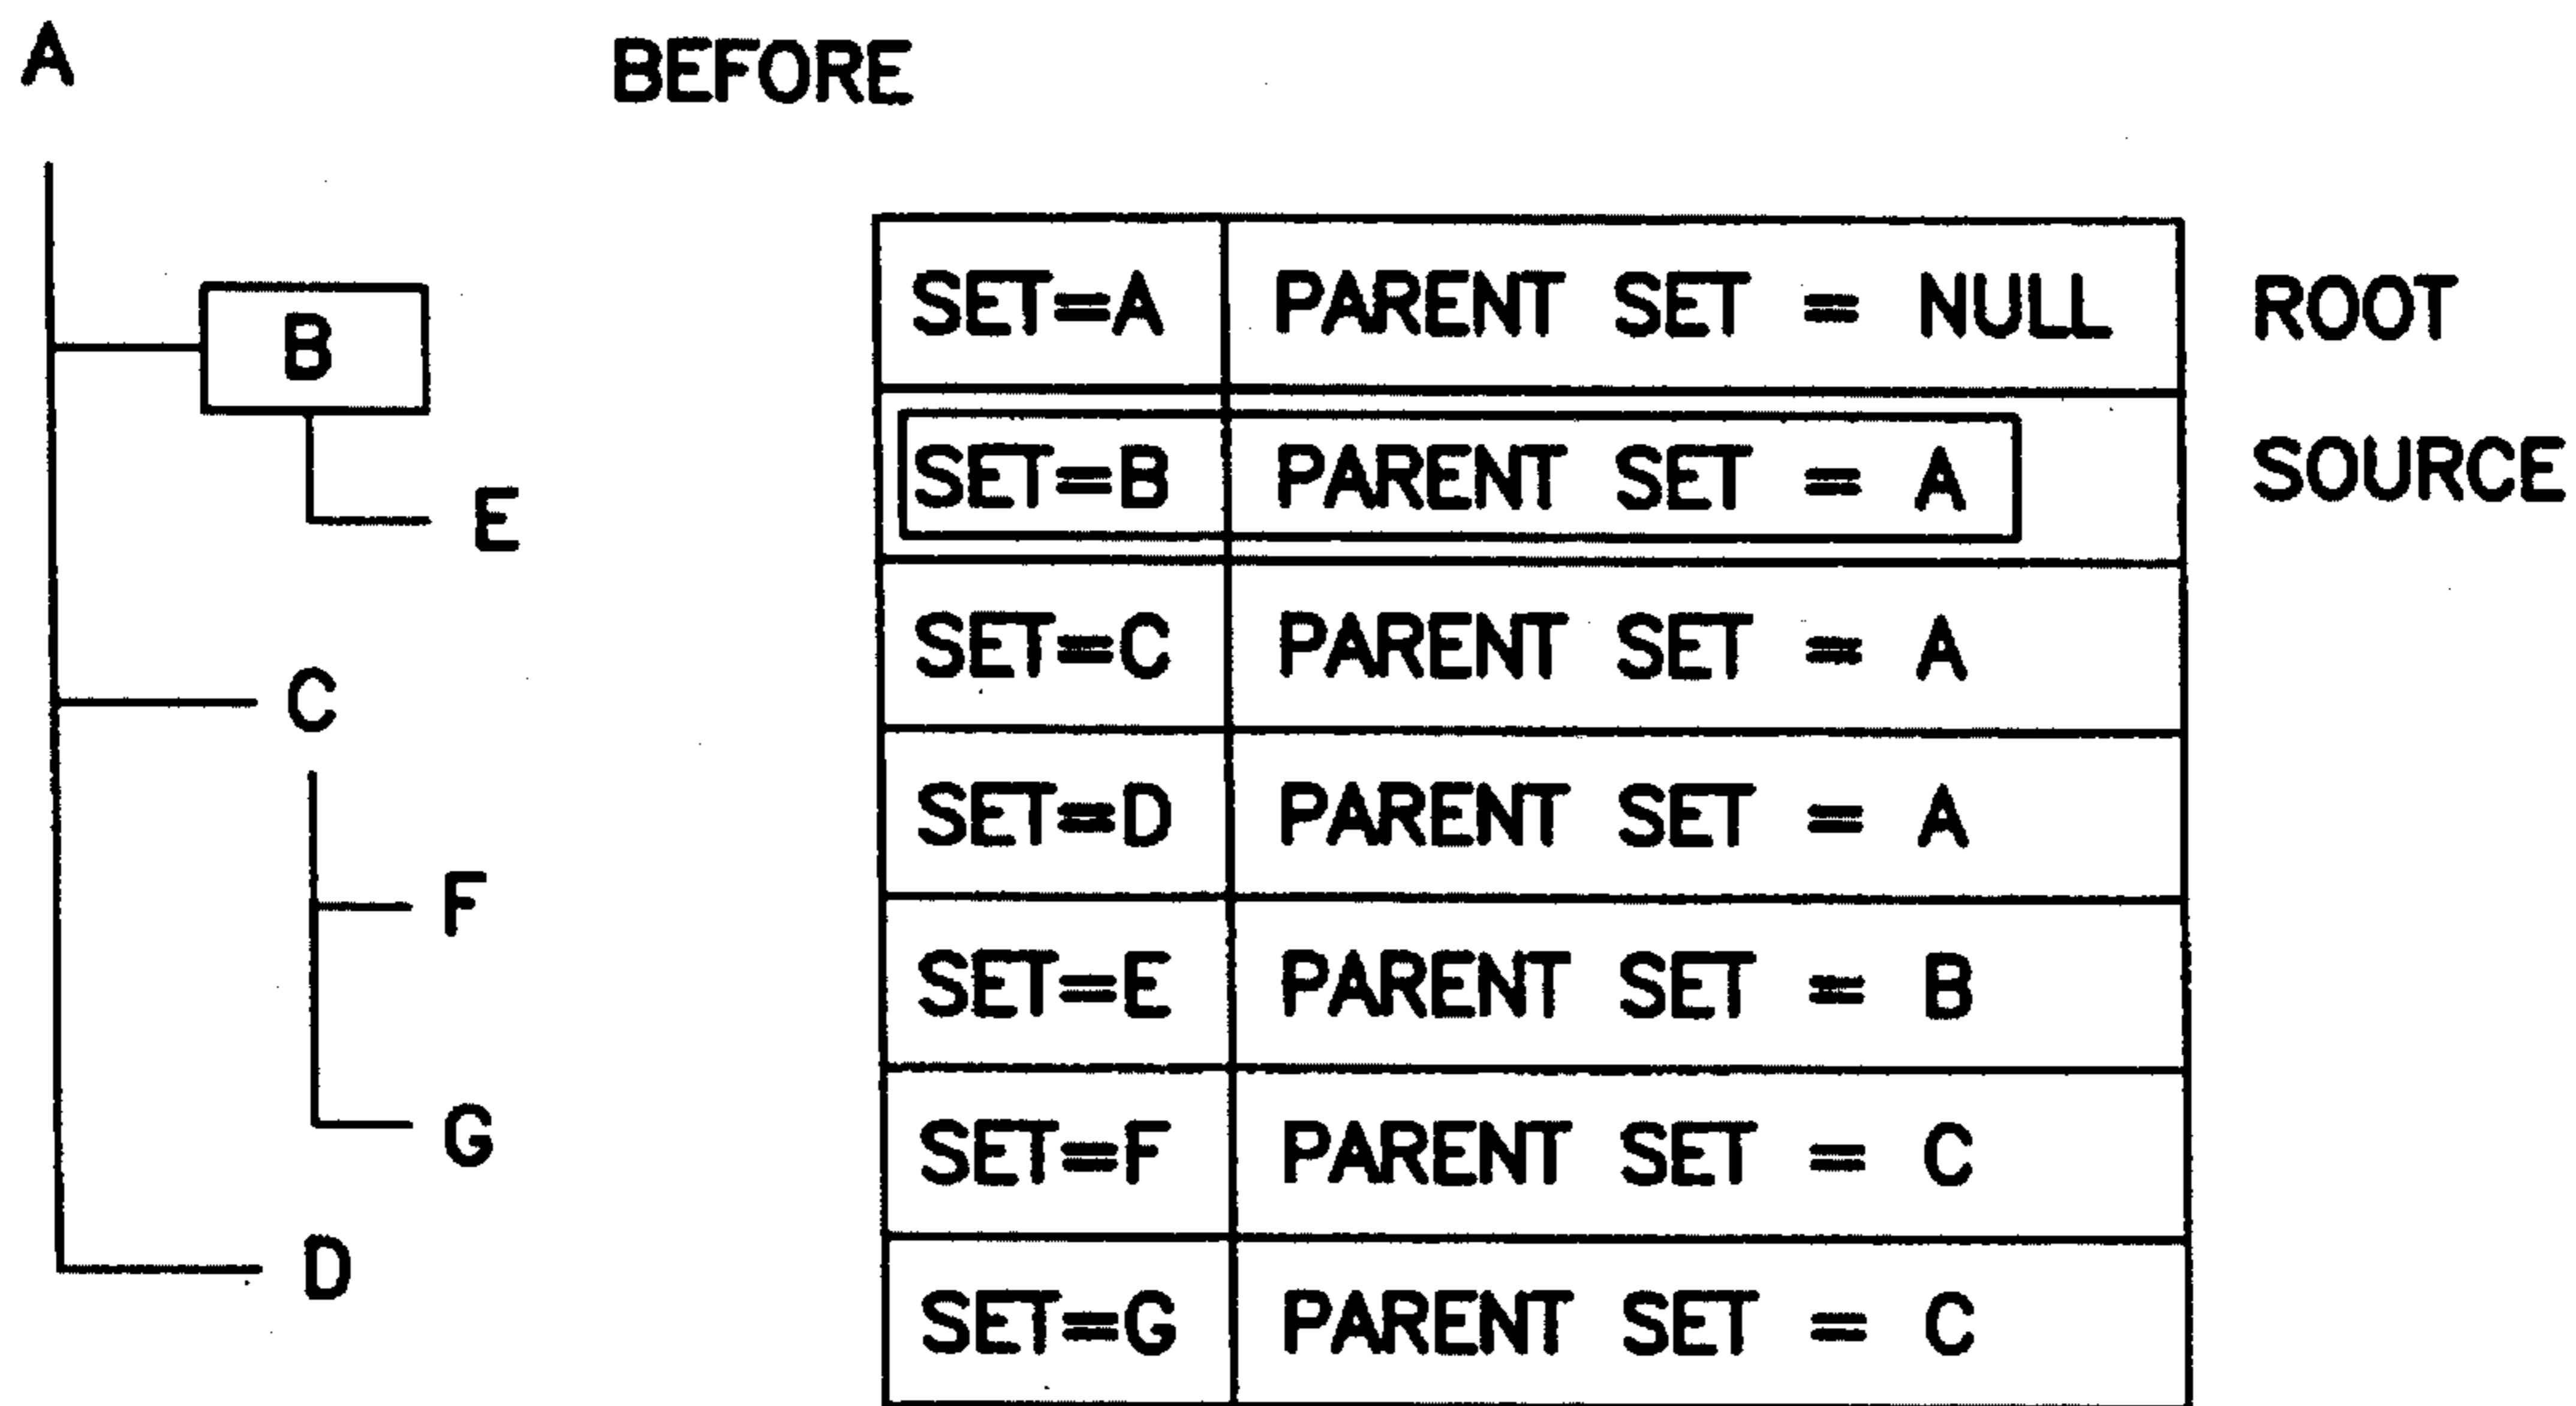 A
BEFORE
B
E
C
F
G
D
SET=A PARENT SET = NULL ROOT
SET=B PARENT SET = A SOURCE
SET=C PARENT SET = A
SET=D PARENT SET = A
SET=E PARENT SET = B
SET=F PARENT SET = C
SET=G PARENT SET = C